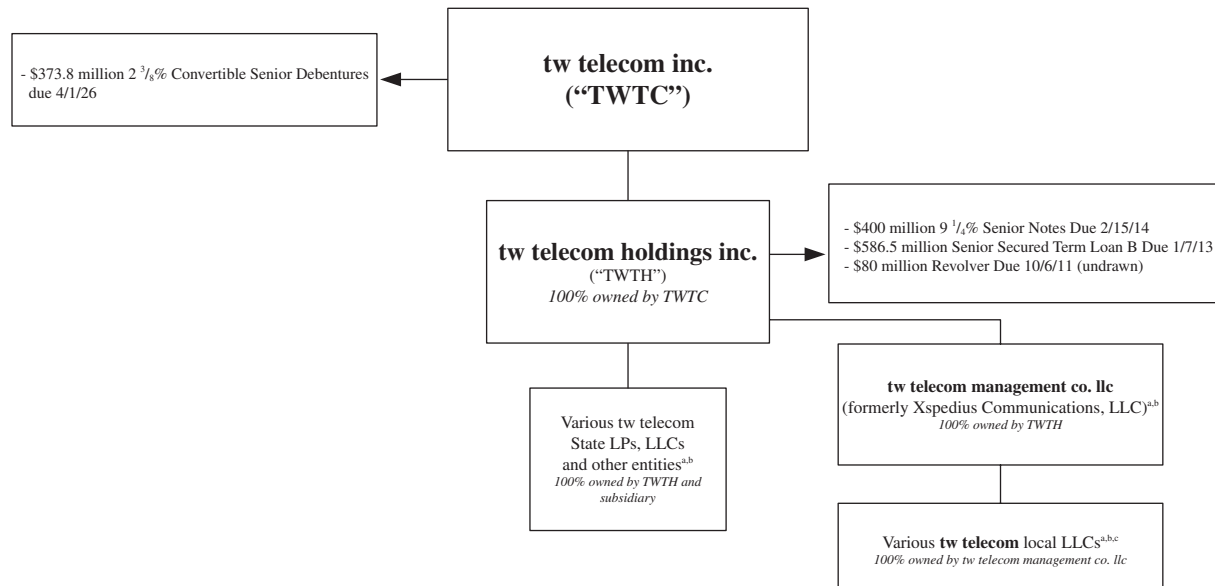 tw telecom inc.
(“TWTC”)
- $373.8 million 2 3/8% Convertible Senior Debentures
due 4/1/26
tw telecom holdings inc.
(“TWTH”)
100% owned by TWTC
- $400 million 9 1/4% Senior Notes Due 2/15/14
- $586.5 million Senior Secured Term Loan B Due 1/7/13
- $80 million Revolver Due 10/6/11 (undrawn)
Various tw telecom
State LPs, LLCs
and other entitiesa,b
100% owned by TWTH and
subsidiary
tw telecom management co. llc
(formerly Xspedius Communications, LLC)a,b
100% owned by TWTH
Various tw telecom local LLCsa,b,c
100% owned by tw telecom management co. llc